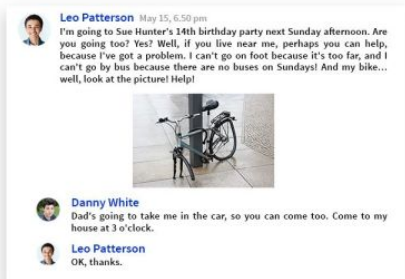 Leo Patterson May 15, 6.50 pm
I'm going to Sue Hunter's 14th birthday party next Sunday afternoon. Are
you going too? Yes? Well, if you live near me, perhaps you can help,
because I've got a problem. I can't go on foot because it's too far, and I
can't go by bus because there are no buses on Sundays! And my bike...
well, look at the picture! Help!
Danny White
Dad's going to take me in the car, so you can come too. Come to my
house at 3 o'clock.
Leo Patterson
OK, thanks.